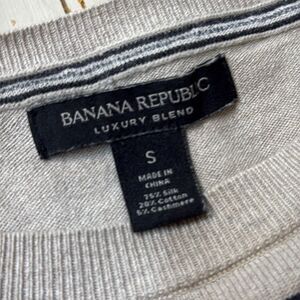 BANANA REPUBLIC
LUXURY BLEND
S
MADE IN
CHINA
75% Silk
20% Cotton
5% Cashmere